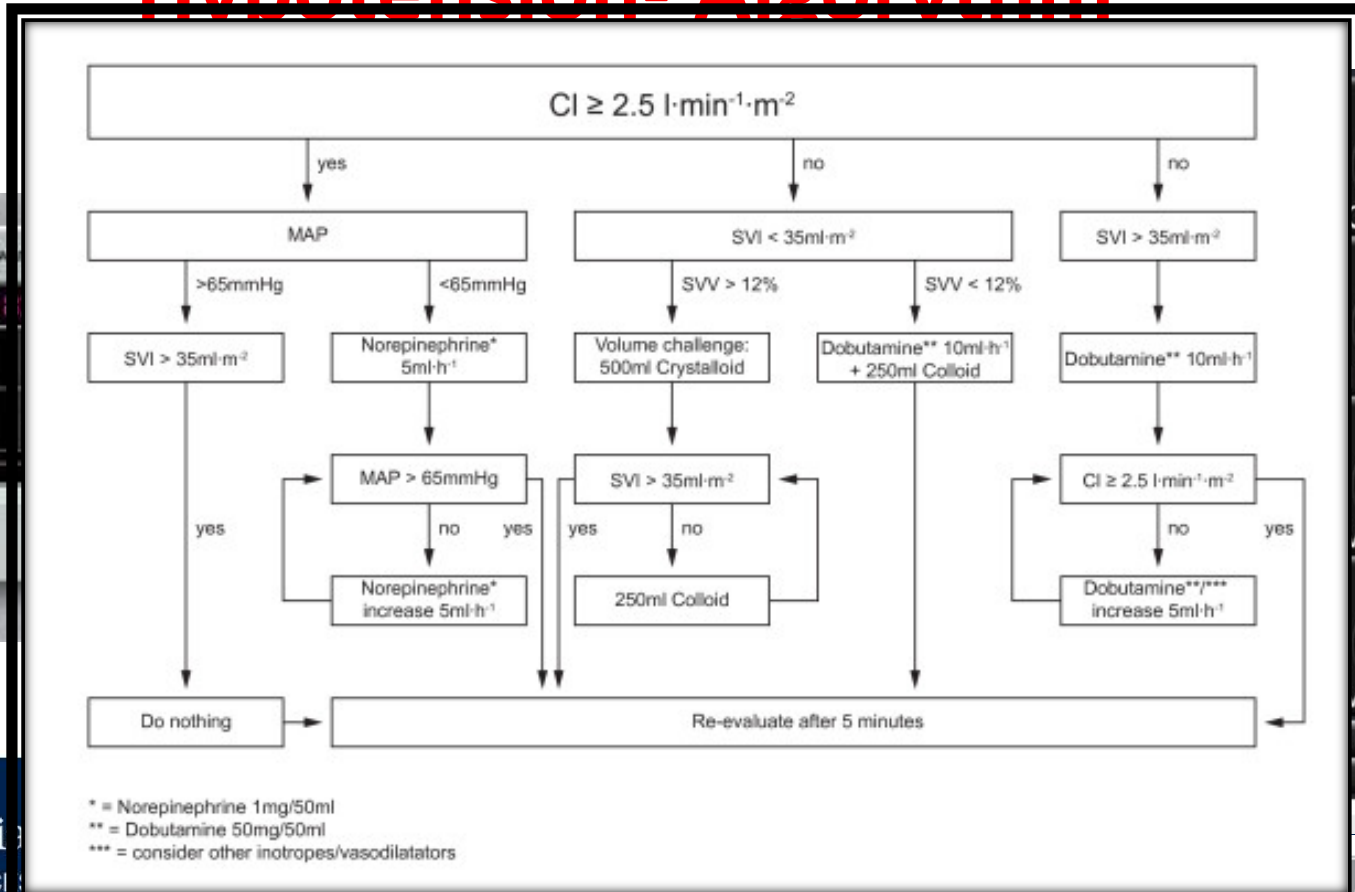 Hypotension- Algorythm
CI ≥ 2.5 l·min⁻¹·m⁻²
yes
no
no
MAP
SVI < 35ml·m⁻²
SVI > 35ml·m⁻²
>65mmHg
<65mmHg
SVV > 12%
SVV < 12%
SVI > 35ml·m⁻²
Norepinephrine*
5ml·h⁻¹
Volume challenge:
500ml Crystalloid
Dobutamine** 10ml·h⁻¹
+ 250ml Colloid
Dobutamine** 10ml·h⁻¹
MAP > 65mmHg
SVI > 35ml·m⁻²
CI ≥ 2.5 l·min⁻¹·m⁻²
yes
no
yes
yes
no
no
yes
Norepinephrine*
increase 5ml·h⁻¹
250ml Colloid
Dobutamine**/***
increase 5ml·h⁻¹
Do nothing
Re-evaluate after 5 minutes
* = Norepinephrine 1mg/50ml
** = Dobutamine 50mg/50ml
*** = consider other inotropes/vasodilatators